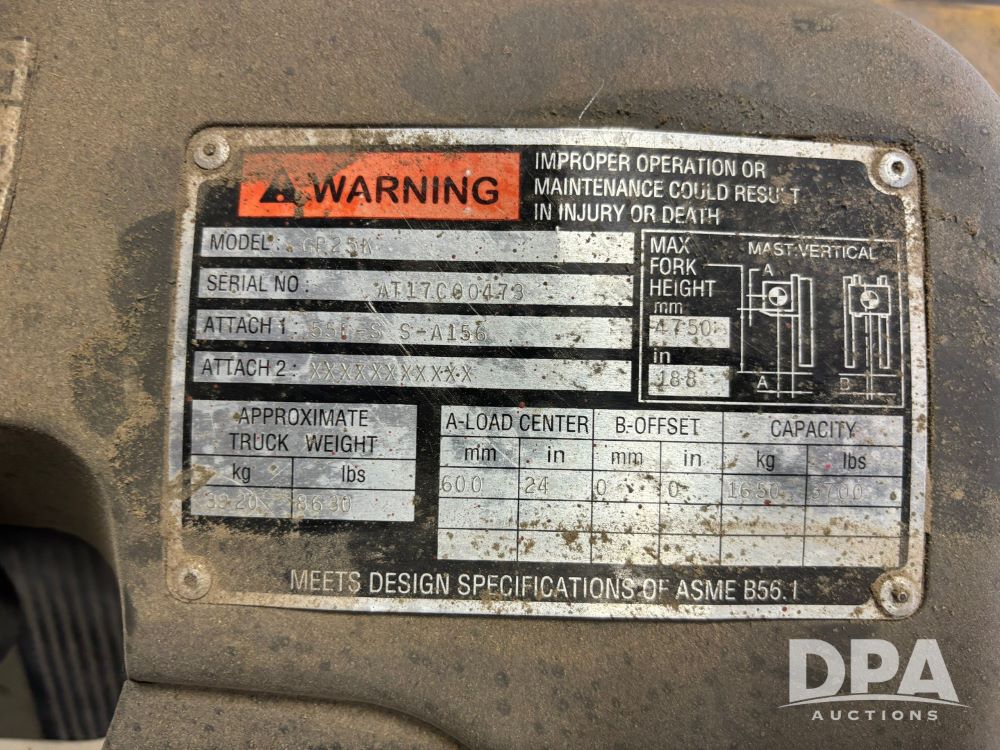 WARNING
IMPROPER OPERATION OR
MAINTENANCE COULD RESULT
IN INJURY OR DEATH
MODEL:
SERIAL NO: AT17C00473
ATTACH 1: S-A156
ATTACH 2: XXXXXXXXXXX
MAX
FORK
HEIGHT
mm
4750
in
188
MAST VERTICAL
A
A
B
APPROXIMATE
TRUCK WEIGHT
kg lbs
3920 8630
A-LOAD CENTER B-OFFSET CAPACITY
mm in mm in kg lbs
600 24 0 0 1650
MEETS DESIGN SPECIFICATIONS OF ASME B56.1
DPA
AUCTIONS